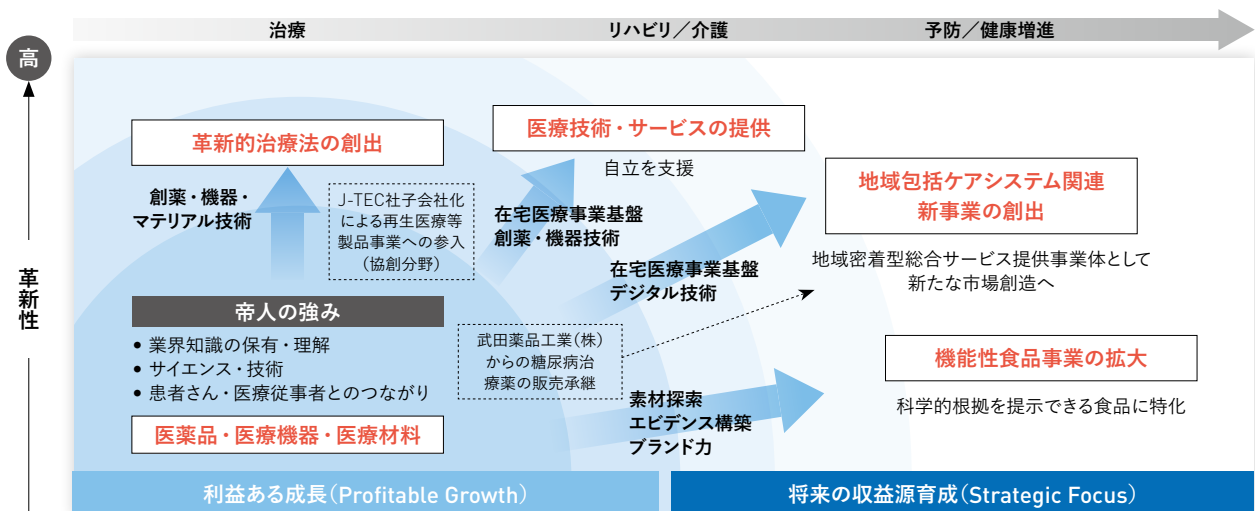 治療
リハビリ／介護
予防／健康増進
高
革新性
革新的治療法の創出
創薬・機器・
マテリアル技術
J-TEC社子会社化
による再生医療等
製品事業への参入
（協創分野）
医療技術・サービスの提供
自立を支援
在宅医療事業基盤
創薬・機器技術
地域包括ケアシステム関連
新事業の創出
地域密着型総合サービス提供事業体として
新たな市場創造へ
在宅医療事業基盤
デジタル技術
帝人の強み
• 業界知識の保有・理解
• サイエンス・技術
• 患者さん・医療従事者とのつながり
医薬品・医療機器・医療材料
武田薬品工業（株）
からの糖尿病治
療薬の販売承継
機能性食品事業の拡大
科学的根拠を提示できる食品に特化
素材探索
エビデンス構築
ブランド力
利益ある成長（Profitable Growth）
将来の収益源育成（Strategic Focus）